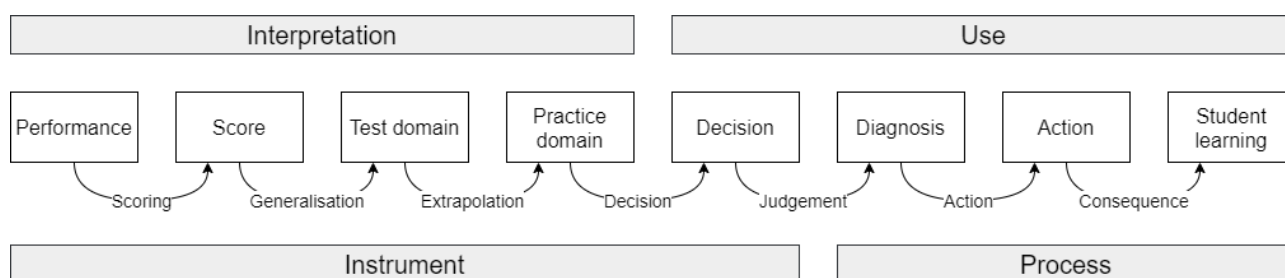 Interpretation
Use
Performance
Score
Test domain
Practice
domain
Decision
Diagnosis
Action
Student
learning
Scoring
Generalisation
Extrapolation
Decision
Judgement
Action
Consequence
Instrument
Process